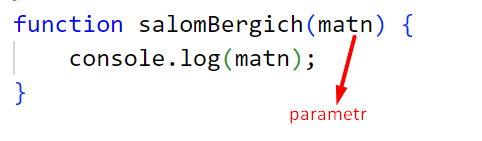 function salomBergich(matn) {
    console.log(matn);
}
parametr